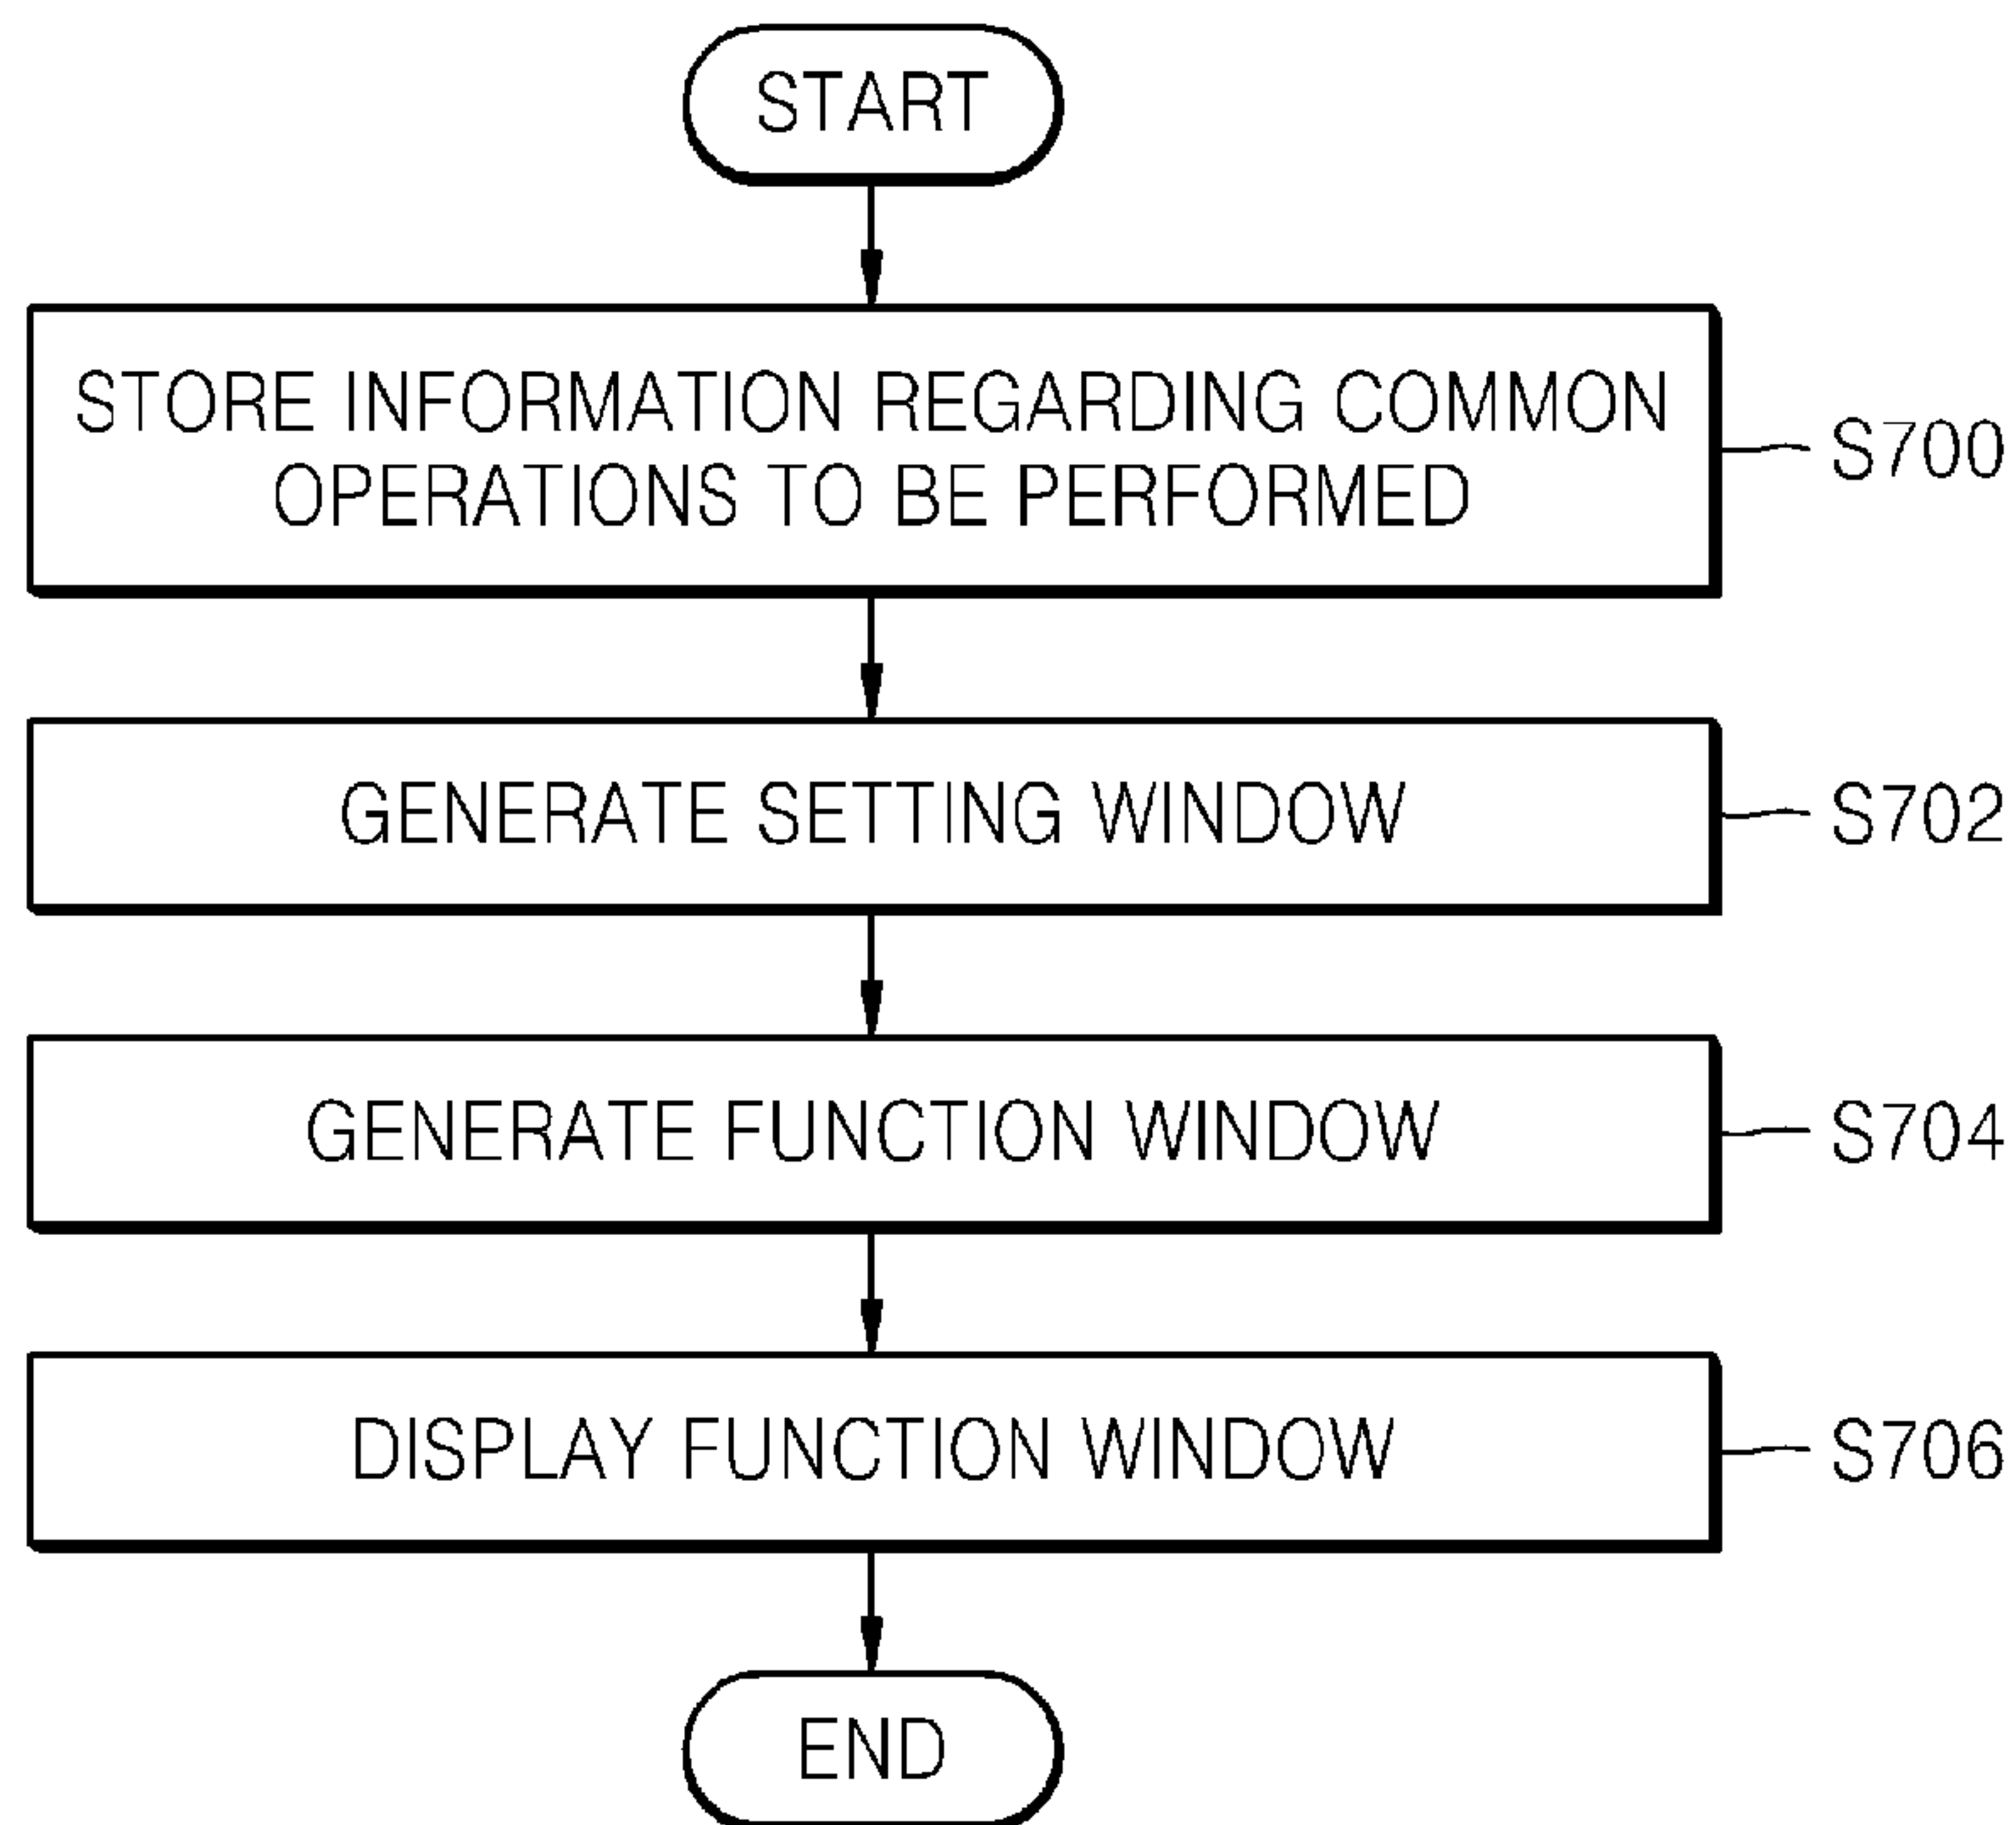 START
STORE INFORMATION REGARDING COMMON
OPERATIONS TO BE PERFORMED
S700
GENERATE SETTING WINDOW
S702
GENERATE FUNCTION WINDOW
S704
DISPLAY FUNCTION WINDOW
S706
END